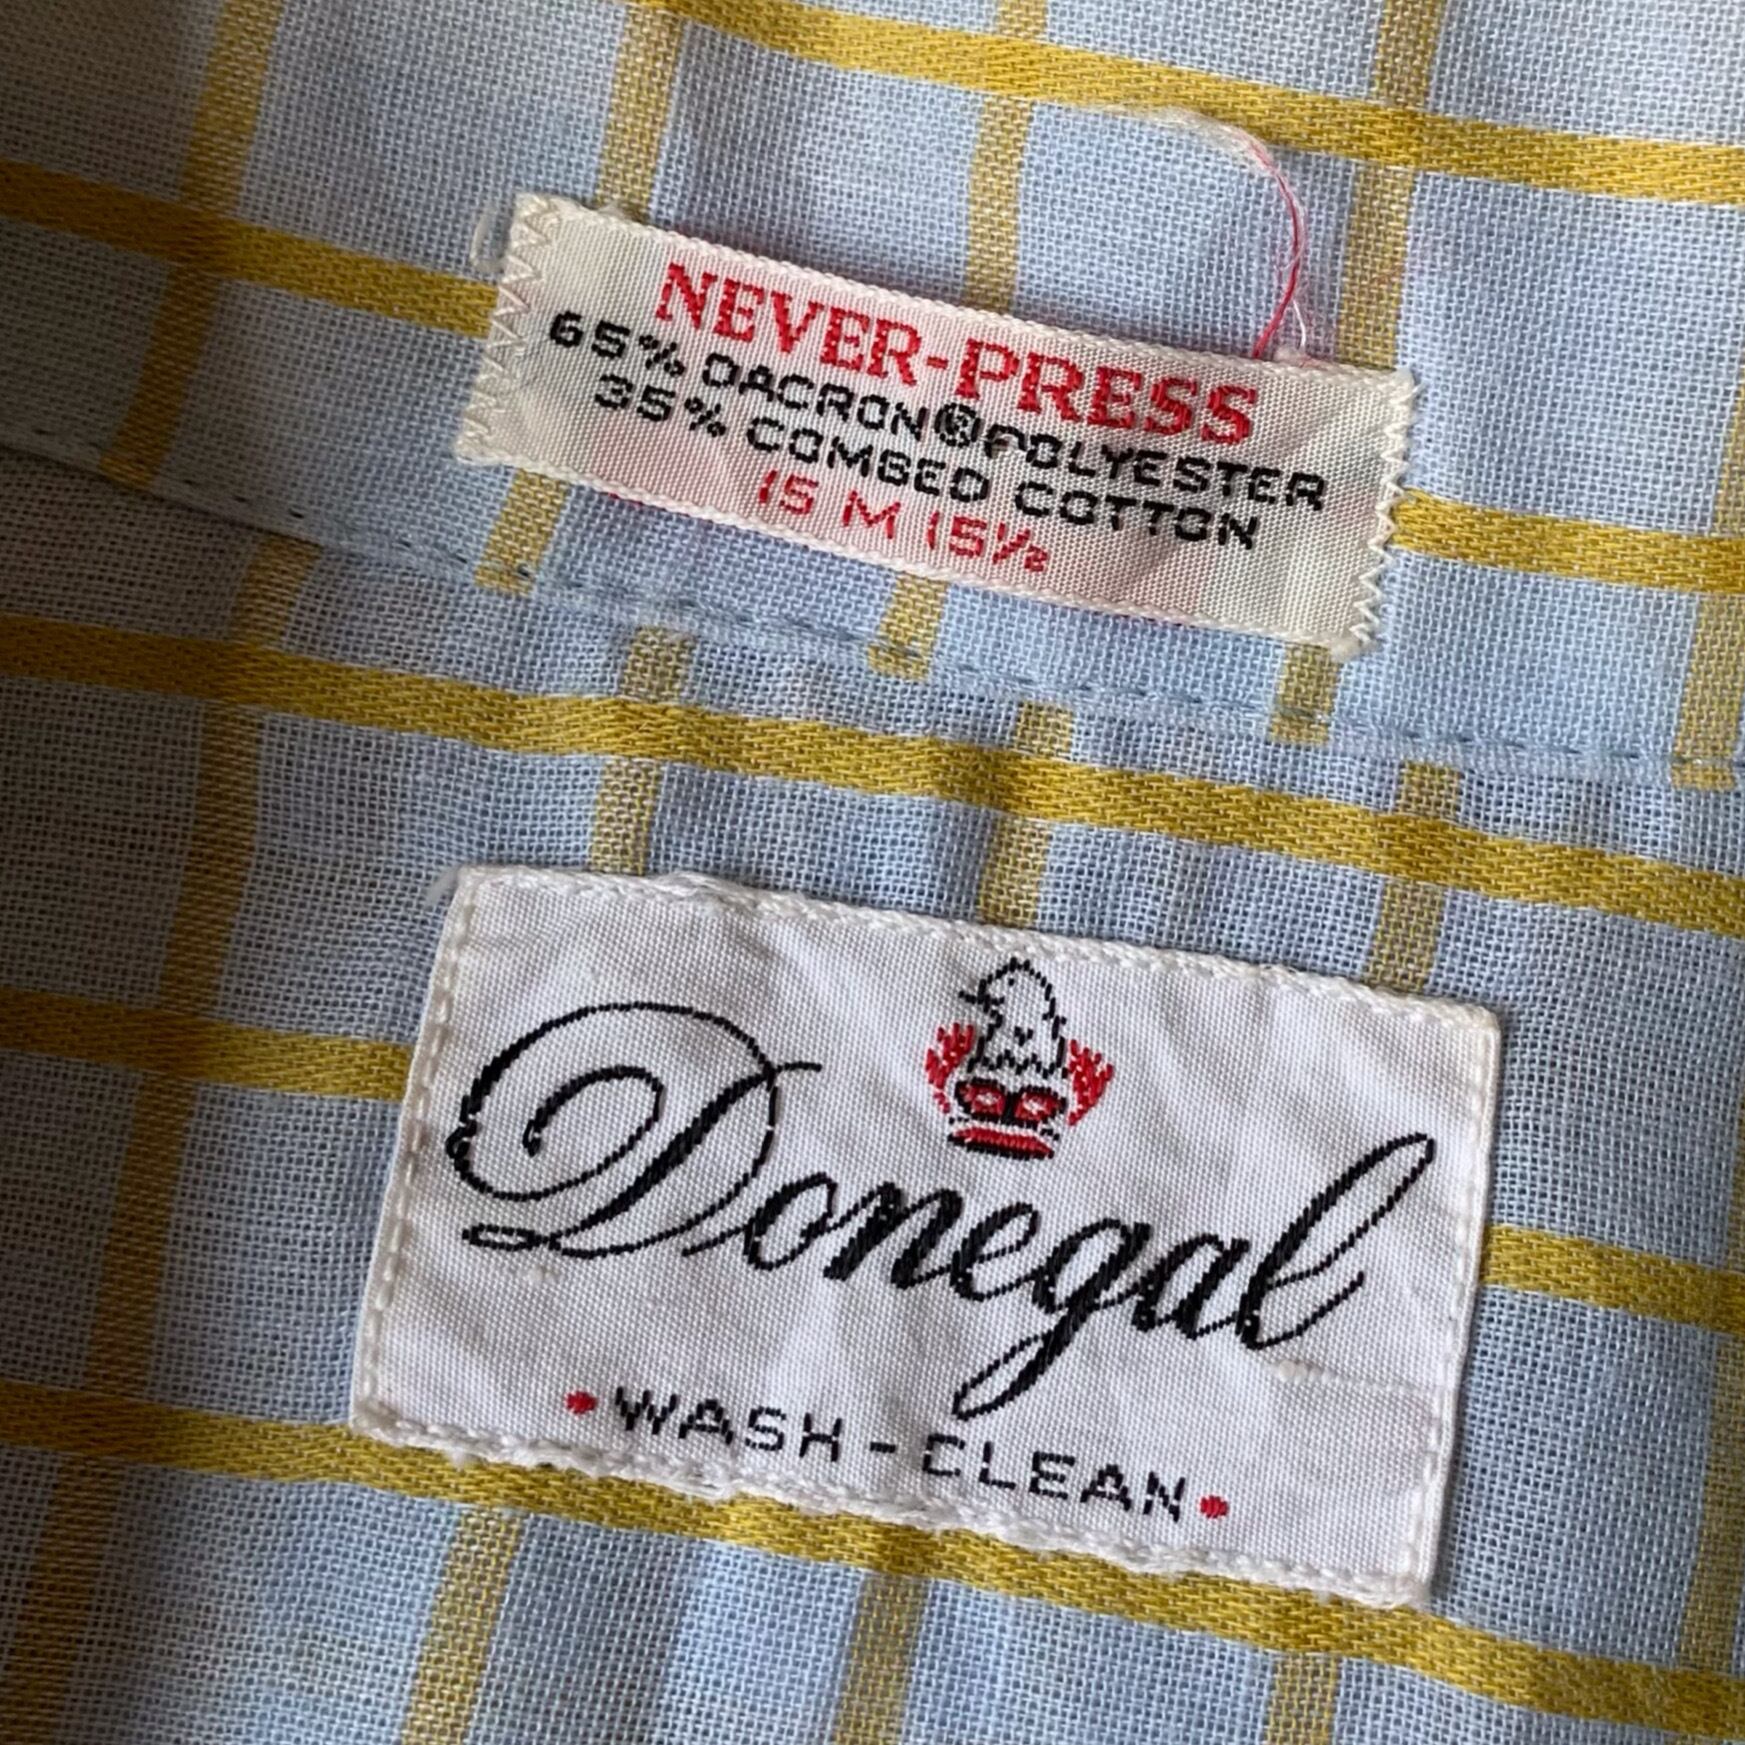 NEVER-PRESS
65% DACRON®POLYESTER
35% COMBED COTTON
15 M 15½
Donegal
•WASH-CLEAN•